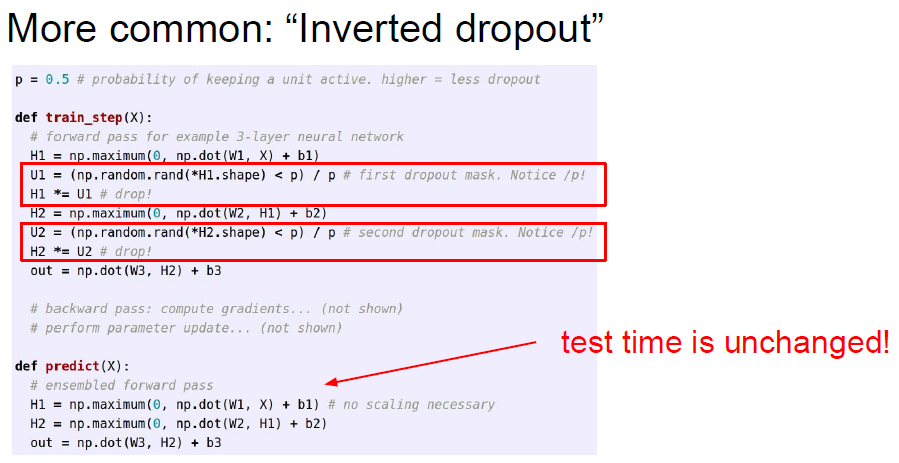 More common: “Inverted dropout”
p = 0.5 # probability of keeping a unit active. higher = less dropout
def train_step(X):
# forward pass for example 3-layer neural network
H1 = np.maximum(0, np.dot(W1, X) + b1)
U1 = (np.random.rand(*H1.shape) < p) / p # first dropout mask. Notice /p!
H1 *= U1 # drop!
H2 = np.maximum(0, np.dot(W2, H1) + b2)
U2 = (np.random.rand(*H2.shape) < p) / p # second dropout mask. Notice /p!
H2 *= U2 # drop!
out = np.dot(W3, H2) + b3
# backward pass: compute gradients... (not shown)
# perform parameter update... (not shown)
test time is unchanged!
def predict(X):
# ensembled forward pass
H1 = np.maximum(0, np.dot(W1, X) + b1) # no scaling necessary
H2 = np.maximum(0, np.dot(W2, H1) + b2)
out = np.dot(W3, H2) + b3